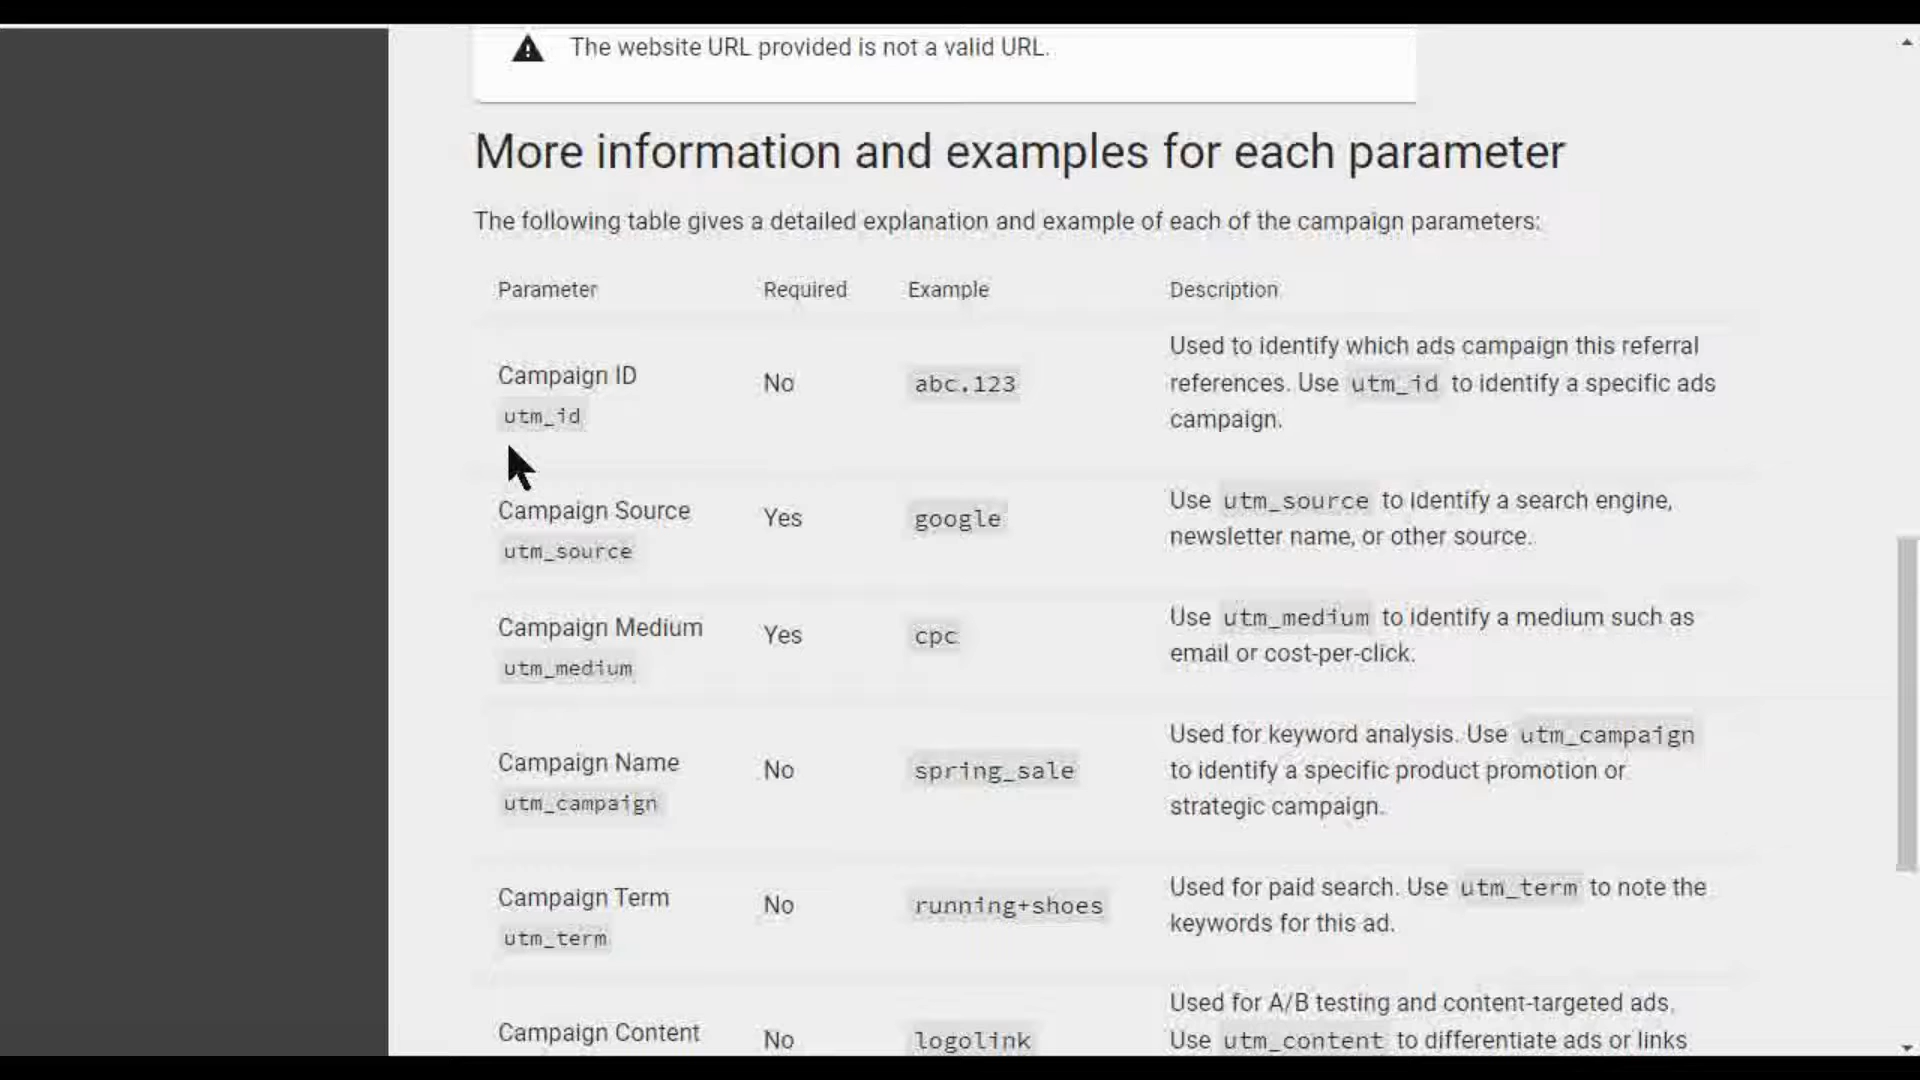 The website URL provided is not a valid URL.
More information and examples for each parameter
The following table gives a detailed explanation and example of each of the campaign parameters:
Parameter Required Example Description
Campaign ID
utm_id
No
abc.123
Used to identify which ads campaign this referral
references. Use utm_id to identify a specific ads
campaign.
Campaign Source
utm_source
Yes
google
Use utm_source to identify a search engine,
newsletter name, or other source.
Campaign Medium
utm_medium
Yes
cpc
Use utm_medium to identify a medium such as
email or cost-per-click.
Campaign Name
utm_campaign
No
spring_sale
Used for keyword analysis. Use utm_campaign
to identify a specific product promotion or
strategic campaign.
Campaign Term
utm_term
No
running+shoes
Used for paid search. Use utm_term to note the
keywords for this ad.
Campaign Content
No
logolink
Used for A/B testing and content-targeted ads.
Use utm_content to differentiate ads or links